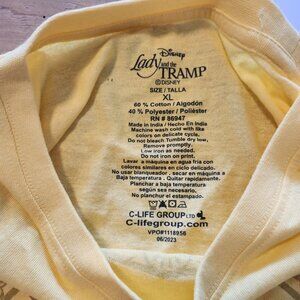 Disney
Lady and the
TRAMP
©DISNEY
SIZE / TALLA
XL
60 % Cotton / Algodón
40 % Polyester / Poliéster
RN # 86947
Made in India / Hecho En India
Machine wash cold with like
colors on delicate cycle.
Do not bleach.Tumble dry low.
Remove promptly.
Low iron as needed.
Do not iron on print.
Lavar a máquina en agua fria con
colores similares en ciclo delicado.
No usar blanqueador . secar en máquina a
Baja temperatura . Quitar rapidamente.
Planchar a baja temperatura
según sea necesario.
No planchar el estampado.
C-LIFE GROUP LTD
C-lifegroup.com
VPO#1118958
06/2023